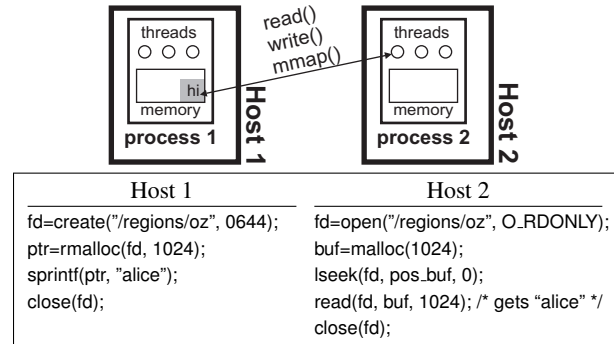 threads
hi
memory
process 1
Host 1
read()
write()
mmap()
threads
memory
process 2
Host 2
Host 1
fd=create("/regions/oz", 0644);
ptr=rmalloc(fd, 1024);
sprintf(ptr, "alice");
close(fd);
Host 2
fd=open("/regions/oz", O_RDONLY);
buf=malloc(1024);
lseek(fd, pos_buf, 0);
read(fd, buf, 1024); /* gets “alice” */
close(fd);